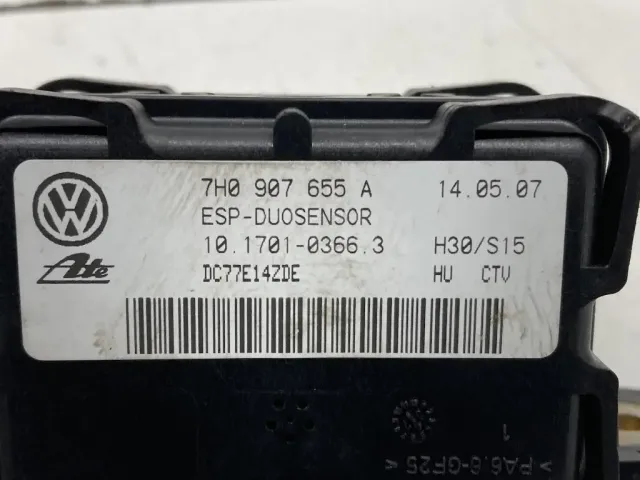 7H0 907 655 A 14.05.07
ESP-DUOSENSOR
10.1701-0366.3 H30/S15
Ate DC77E14ZDE HU CTV
1
>PA6.6-GF25<